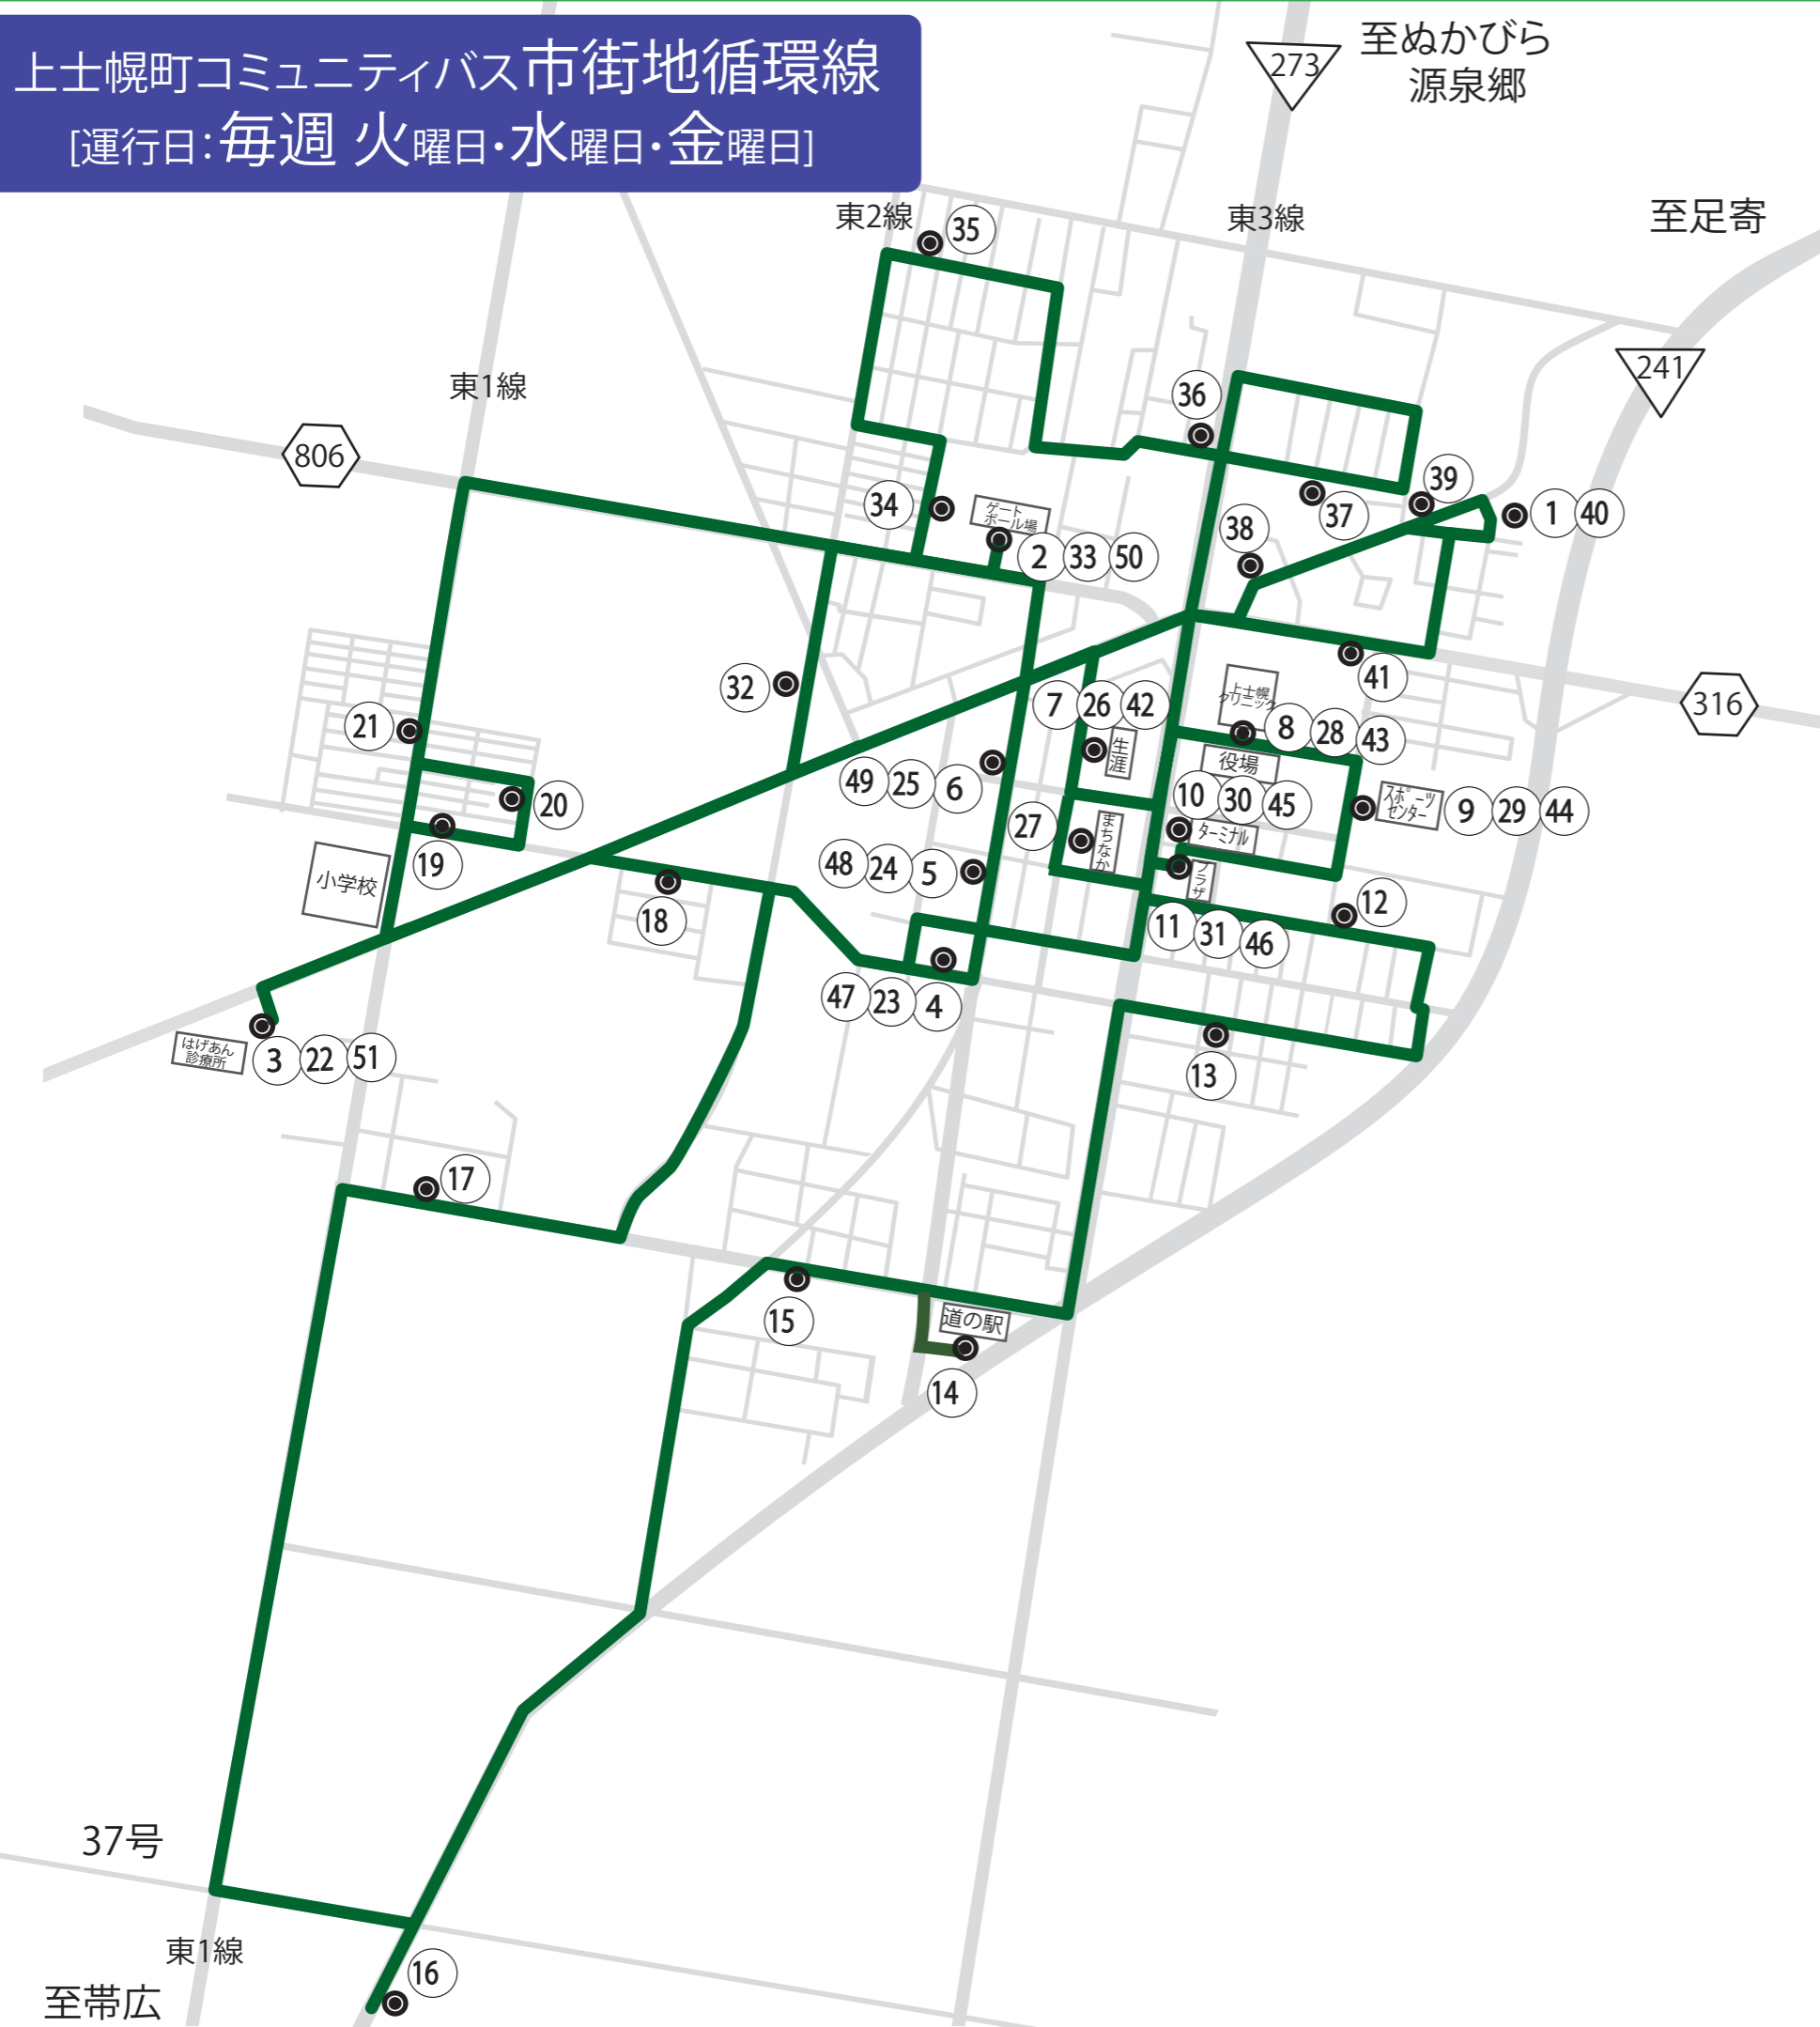 上士幌町コミュニティバス市街地循環線
[運行日：毎週 火曜日・水曜日・金曜日]
273
至ぬかびら
源泉郷
東2線
35
東3線
至足寄
241
東1線
36
806
39
34
ゲート
ボール場
37
1 40
38
2 33 50
41
32
上士幌
クリニック
316
7 26 42
21
生涯
8 28 43
役場
49 25 6
10 30 45
スポーツ
センター
9 29 44
20
27
まちなか
ターミナル
19
48 24 5
プラザ
小学校
18
12
11 31 46
47 23 4
はげあん
診療所
3 22 51
13
17
15
道の駅
14
37号
東1線
16
至帯広